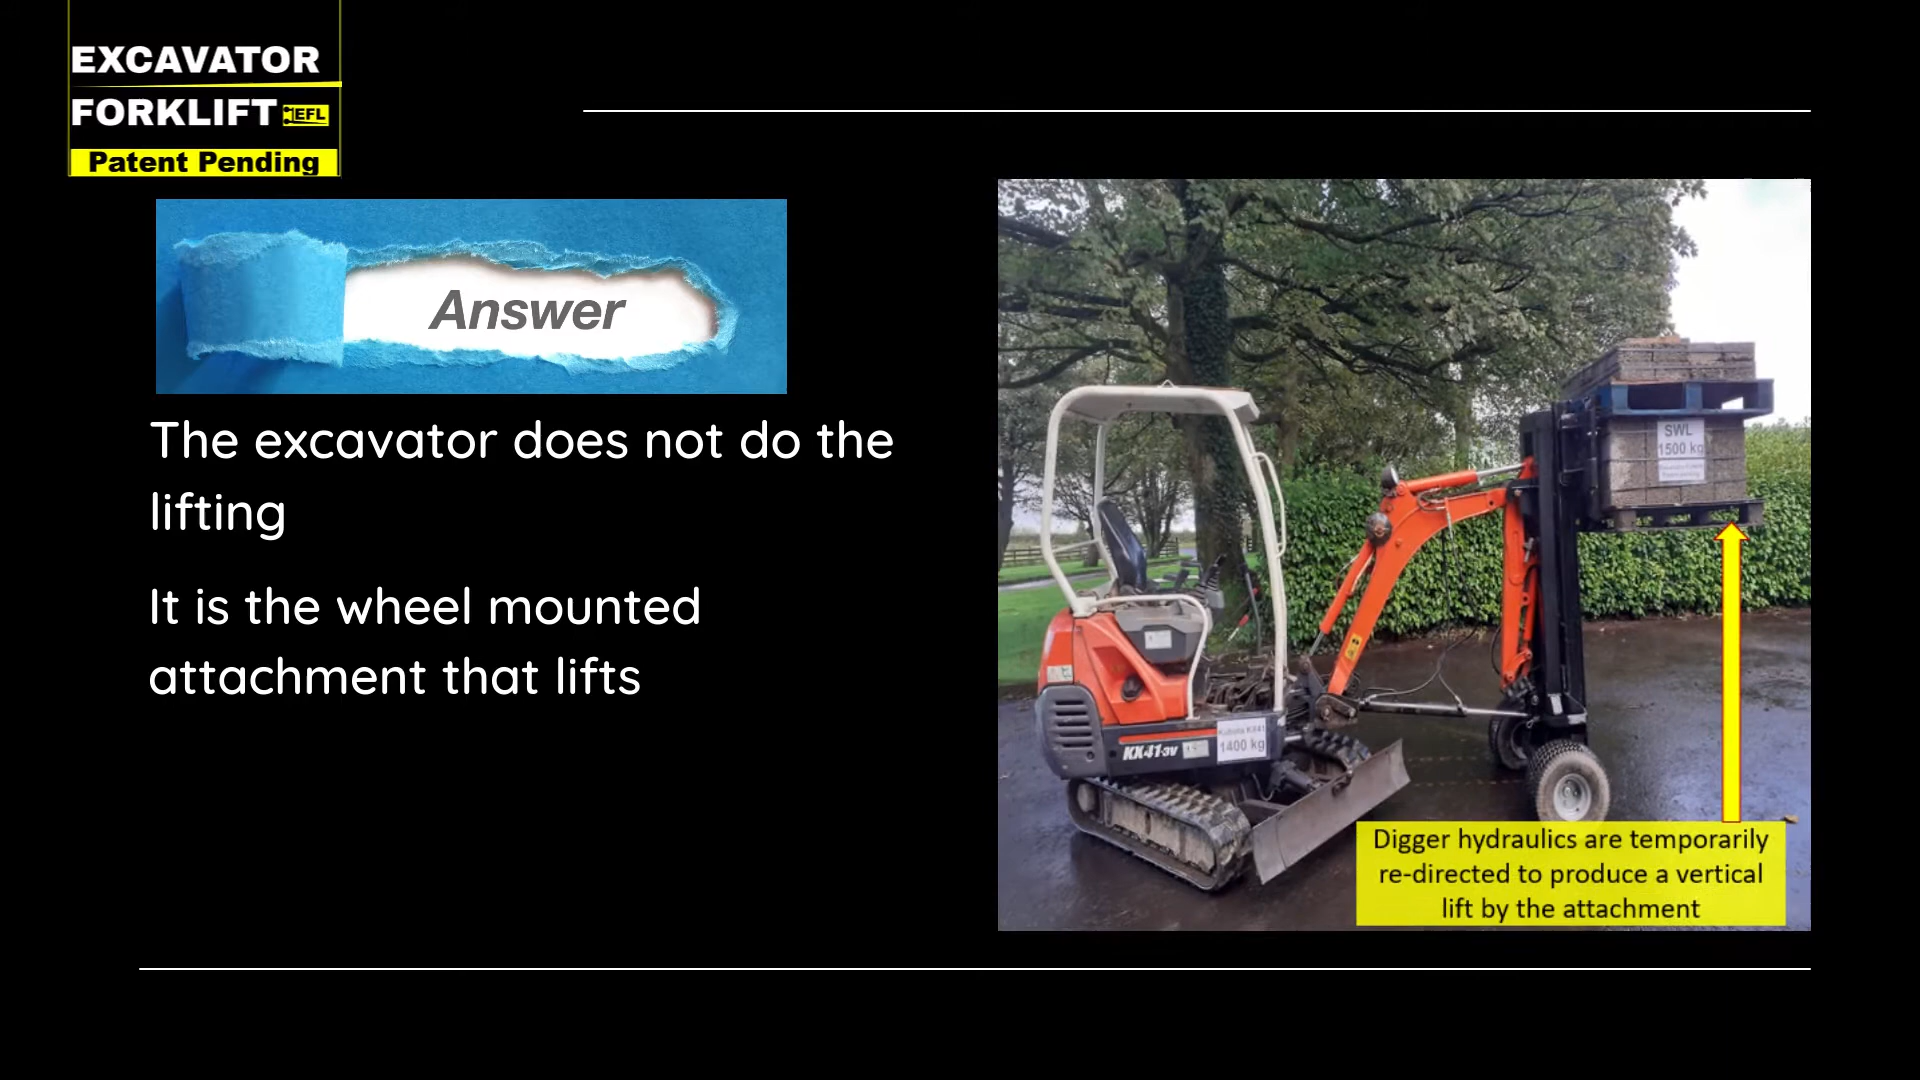 EXCAVATOR
FORKLIFT EFL
Patent Pending
Answer
The excavator does not do the
lifting
It is the wheel mounted
attachment that lifts
SWL
1500 kg
KX41-3V
Kubota KX41
1400 kg
Digger hydraulics are temporarily
re-directed to produce a vertical
lift by the attachment